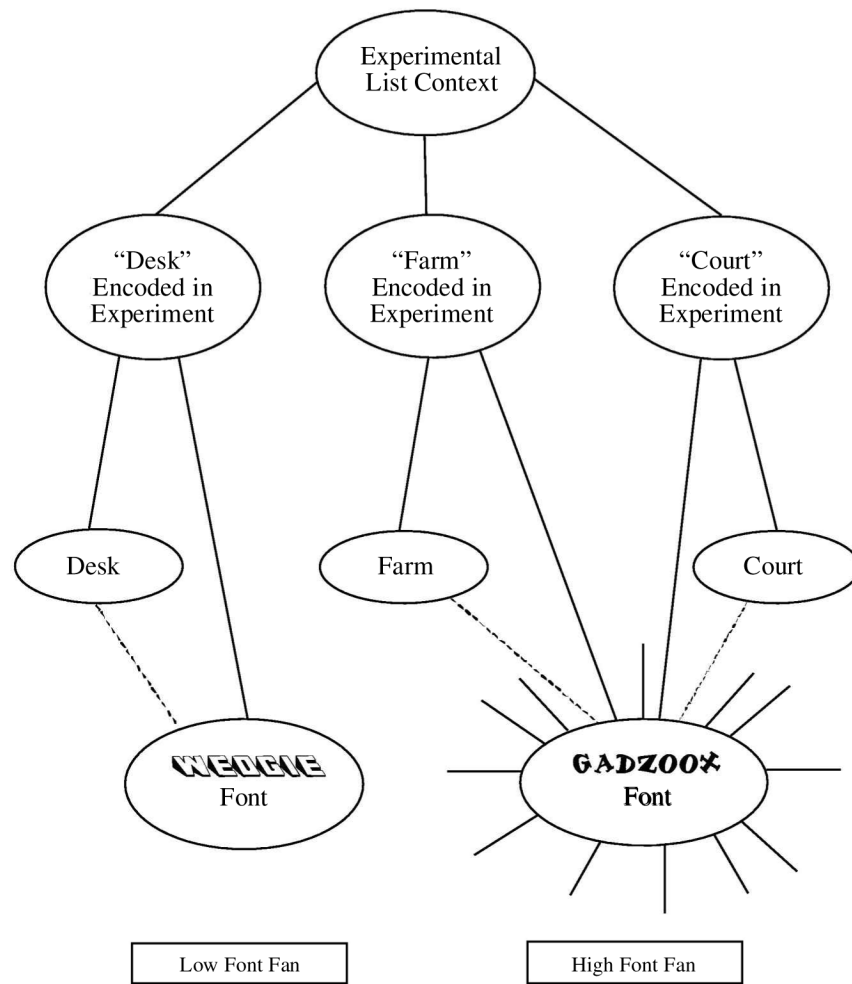 Experimental
List Context
“Desk”
Encoded in
Experiment
“Farm”
Encoded in
Experiment
“Court”
Encoded in
Experiment
Desk
Farm
Court
WEDGIE
Font
GADZOOX
Font
Low Font Fan
High Font Fan